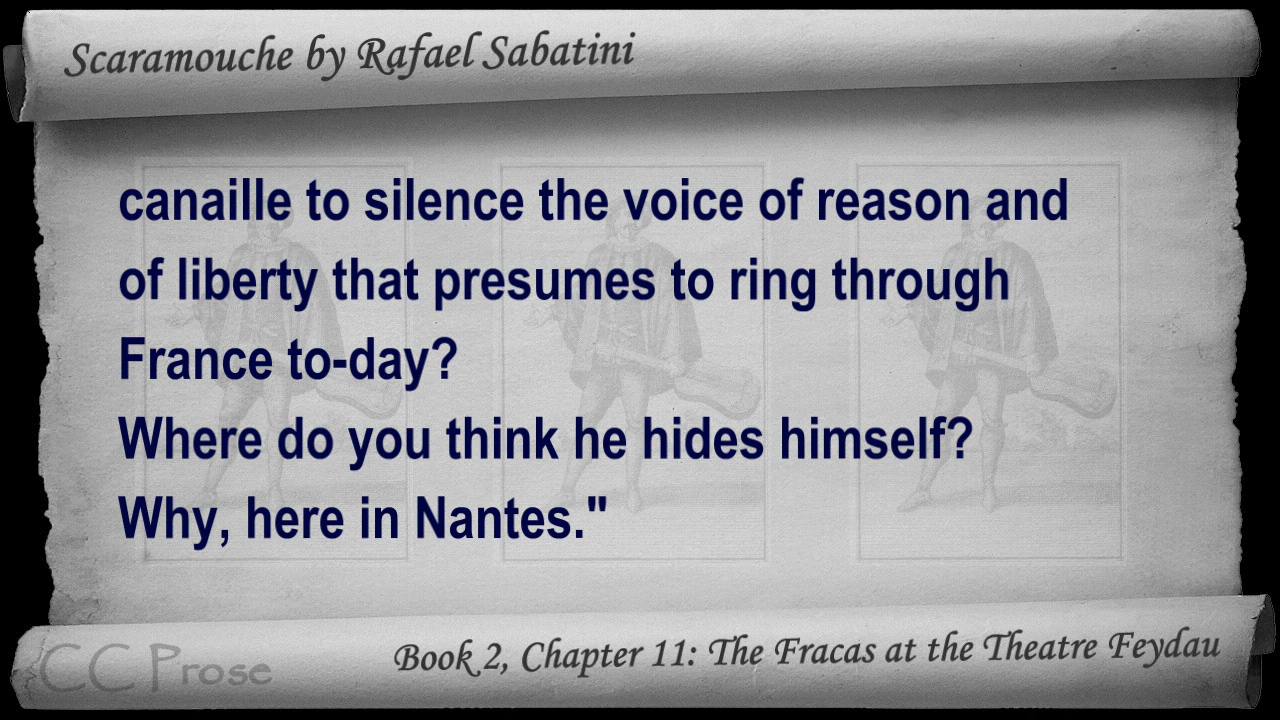 Scaramouche by Rafael Sabatini
canaille to silence the voice of reason and
of liberty that presumes to ring through
France to-day?
Where do you think he hides himself?
Why, here in Nantes."
CC Prose
Book 2, Chapter 11: The Fracas at the Theatre Feydau